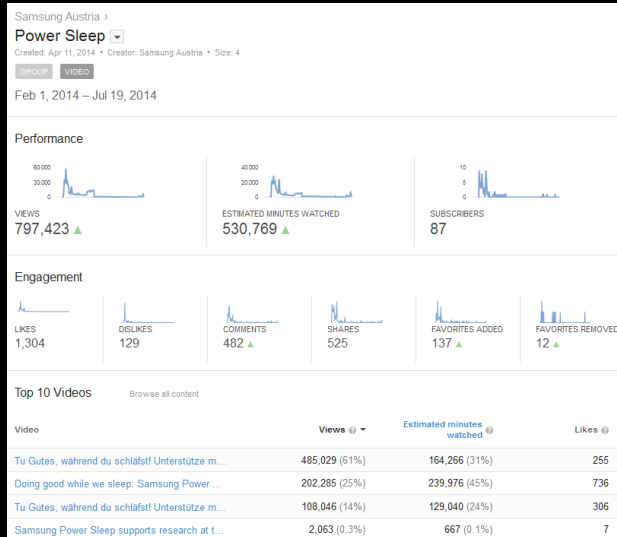 Samsung Austria ›
Power Sleep
Created: Apr 11, 2014 • Creator: Samsung Austria • Size: 4
GROUP VIDEO
Feb 1, 2014 – Jul 19, 2014
Performance
60.000
30.000
0
VIEWS
797,423
40.000
20.000
0
ESTIMATED MINUTES WATCHED
530,769
10
5
0
SUBSCRIBERS
87
Engagement
LIKES
1,304
DISLIKES
129
COMMENTS
482
SHARES
525
FAVORITES ADDED
137
FAVORITES REMOVED
12
Top 10 Videos Browse all content
Video Views Estimated minutes watched Likes
Tu Gutes, während du schläfst! Unterstütze m... 485,029 (61%) 164,266 (31%) 255
Doing good while we sleep: Samsung Power ... 202,285 (25%) 239,976 (45%) 736
Tu Gutes, während du schläfst! Unterstütze m... 108,046 (14%) 129,040 (24%) 306
Samsung Power Sleep supports research at t... 2,063 (0.3%) 667 (0.1%) 7